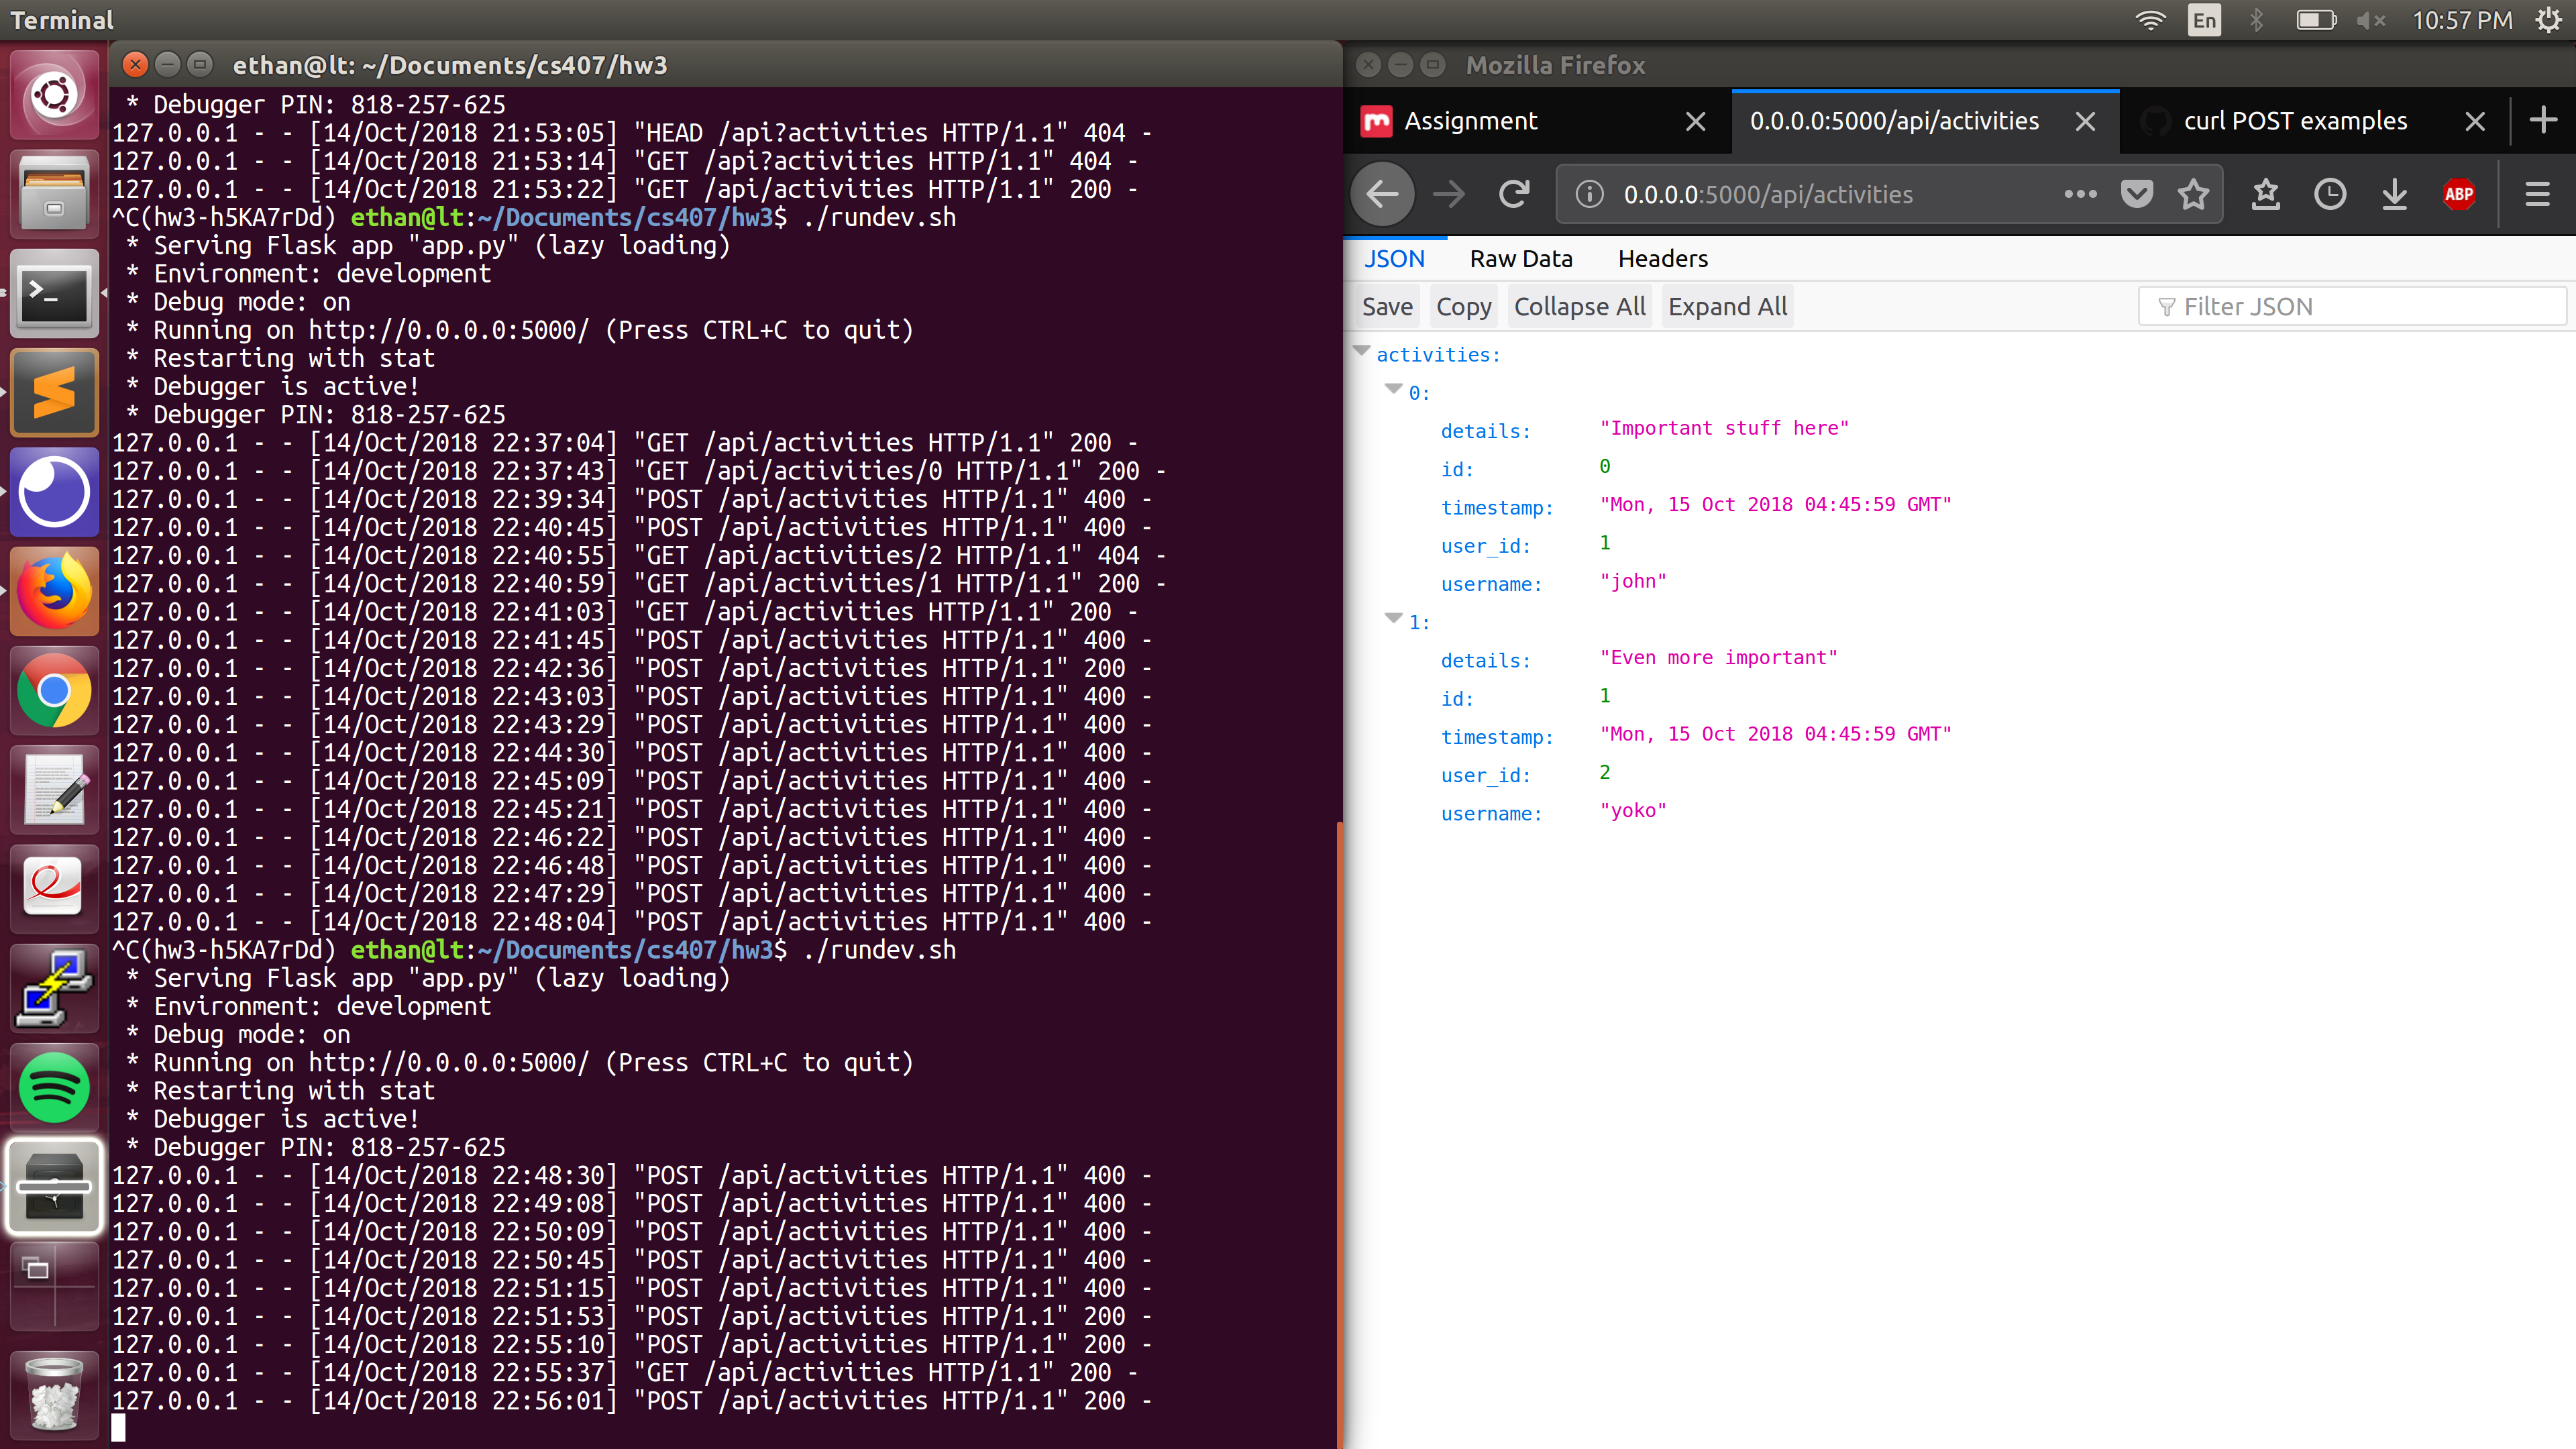 Terminal
En
10:57 PM
ethan@lt: ~/Documents/cs407/hw3
 * Debugger PIN: 818-257-625
127.0.0.1 - - [14/Oct/2018 21:53:05] "HEAD /api?activities HTTP/1.1" 404 -
127.0.0.1 - - [14/Oct/2018 21:53:14] "GET /api?activities HTTP/1.1" 404 -
127.0.0.1 - - [14/Oct/2018 21:53:22] "GET /api/activities HTTP/1.1" 200 -
^C(hw3-h5KA7rDd) ethan@lt:~/Documents/cs407/hw3$ ./rundev.sh
 * Serving Flask app "app.py" (lazy loading)
 * Environment: development
 * Debug mode: on
 * Running on http://0.0.0.0:5000/ (Press CTRL+C to quit)
 * Restarting with stat
 * Debugger is active!
 * Debugger PIN: 818-257-625
127.0.0.1 - - [14/Oct/2018 22:37:04] "GET /api/activities HTTP/1.1" 200 -
127.0.0.1 - - [14/Oct/2018 22:37:43] "GET /api/activities/0 HTTP/1.1" 200 -
127.0.0.1 - - [14/Oct/2018 22:39:34] "POST /api/activities HTTP/1.1" 400 -
127.0.0.1 - - [14/Oct/2018 22:40:45] "POST /api/activities HTTP/1.1" 400 -
127.0.0.1 - - [14/Oct/2018 22:40:55] "GET /api/activities/2 HTTP/1.1" 404 -
127.0.0.1 - - [14/Oct/2018 22:40:59] "GET /api/activities/1 HTTP/1.1" 200 -
127.0.0.1 - - [14/Oct/2018 22:41:03] "GET /api/activities HTTP/1.1" 200 -
127.0.0.1 - - [14/Oct/2018 22:41:45] "POST /api/activities HTTP/1.1" 400 -
127.0.0.1 - - [14/Oct/2018 22:42:36] "POST /api/activities HTTP/1.1" 200 -
127.0.0.1 - - [14/Oct/2018 22:43:03] "POST /api/activities HTTP/1.1" 400 -
127.0.0.1 - - [14/Oct/2018 22:43:29] "POST /api/activities HTTP/1.1" 400 -
127.0.0.1 - - [14/Oct/2018 22:44:30] "POST /api/activities HTTP/1.1" 400 -
127.0.0.1 - - [14/Oct/2018 22:45:09] "POST /api/activities HTTP/1.1" 400 -
127.0.0.1 - - [14/Oct/2018 22:45:21] "POST /api/activities HTTP/1.1" 400 -
127.0.0.1 - - [14/Oct/2018 22:46:22] "POST /api/activities HTTP/1.1" 400 -
127.0.0.1 - - [14/Oct/2018 22:46:48] "POST /api/activities HTTP/1.1" 400 -
127.0.0.1 - - [14/Oct/2018 22:47:29] "POST /api/activities HTTP/1.1" 400 -
127.0.0.1 - - [14/Oct/2018 22:48:04] "POST /api/activities HTTP/1.1" 400 -
^C(hw3-h5KA7rDd) ethan@lt:~/Documents/cs407/hw3$ ./rundev.sh
 * Serving Flask app "app.py" (lazy loading)
 * Environment: development
 * Debug mode: on
 * Running on http://0.0.0.0:5000/ (Press CTRL+C to quit)
 * Restarting with stat
 * Debugger is active!
 * Debugger PIN: 818-257-625
127.0.0.1 - - [14/Oct/2018 22:48:30] "POST /api/activities HTTP/1.1" 400 -
127.0.0.1 - - [14/Oct/2018 22:49:08] "POST /api/activities HTTP/1.1" 400 -
127.0.0.1 - - [14/Oct/2018 22:50:09] "POST /api/activities HTTP/1.1" 400 -
127.0.0.1 - - [14/Oct/2018 22:50:45] "POST /api/activities HTTP/1.1" 400 -
127.0.0.1 - - [14/Oct/2018 22:51:15] "POST /api/activities HTTP/1.1" 400 -
127.0.0.1 - - [14/Oct/2018 22:51:53] "POST /api/activities HTTP/1.1" 200 -
127.0.0.1 - - [14/Oct/2018 22:55:10] "POST /api/activities HTTP/1.1" 200 -
127.0.0.1 - - [14/Oct/2018 22:55:37] "GET /api/activities HTTP/1.1" 200 -
127.0.0.1 - - [14/Oct/2018 22:56:01] "POST /api/activities HTTP/1.1" 200 -
Mozilla Firefox
Assignment
0.0.0.0:5000/api/activities
curl POST examples
0.0.0.0:5000/api/activities
ABP
JSON Raw Data Headers
Save Copy Collapse All Expand All Filter JSON
activities:
0:
details: "Important stuff here"
id: 0
timestamp: "Mon, 15 Oct 2018 04:45:59 GMT"
user_id: 1
username: "john"
1:
details: "Even more important"
id: 1
timestamp: "Mon, 15 Oct 2018 04:45:59 GMT"
user_id: 2
username: "yoko"